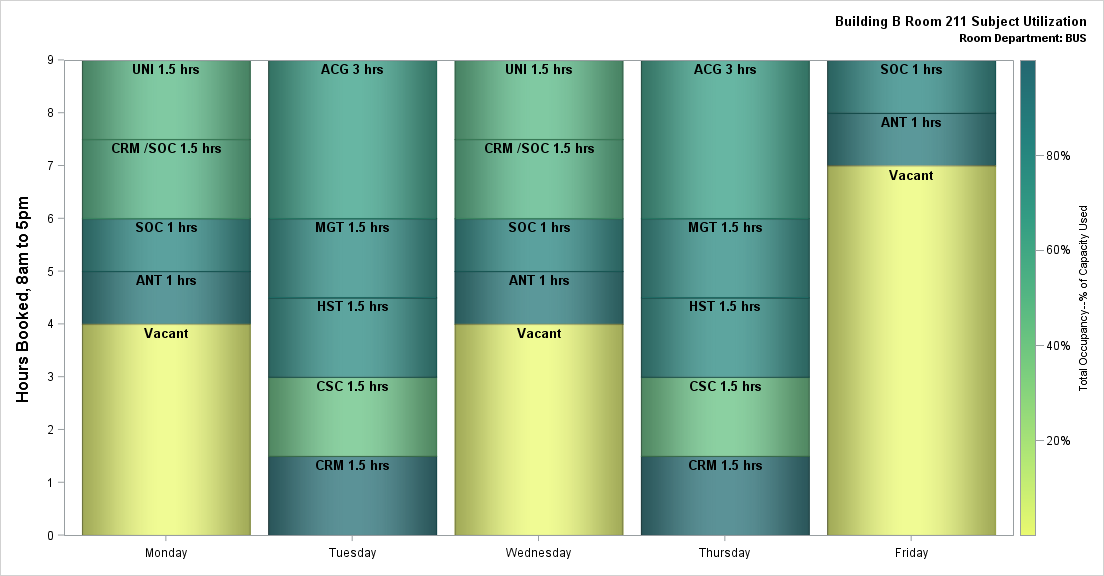 Building B Room 211 Subject Utilization
Room Department: BUS
Hours Booked, 8am to 5pm
9
8
7
6
5
4
3
2
1
0
UNI 1.5 hrs
CRM /SOC 1.5 hrs
SOC 1 hrs
ANT 1 hrs
Vacant
Monday
ACG 3 hrs
MGT 1.5 hrs
HST 1.5 hrs
CSC 1.5 hrs
CRM 1.5 hrs
Tuesday
UNI 1.5 hrs
CRM /SOC 1.5 hrs
SOC 1 hrs
ANT 1 hrs
Vacant
Wednesday
ACG 3 hrs
MGT 1.5 hrs
HST 1.5 hrs
CSC 1.5 hrs
CRM 1.5 hrs
Thursday
SOC 1 hrs
ANT 1 hrs
Vacant
Friday
80%
60%
40%
20%
Total Occupancy--% of Capacity Used